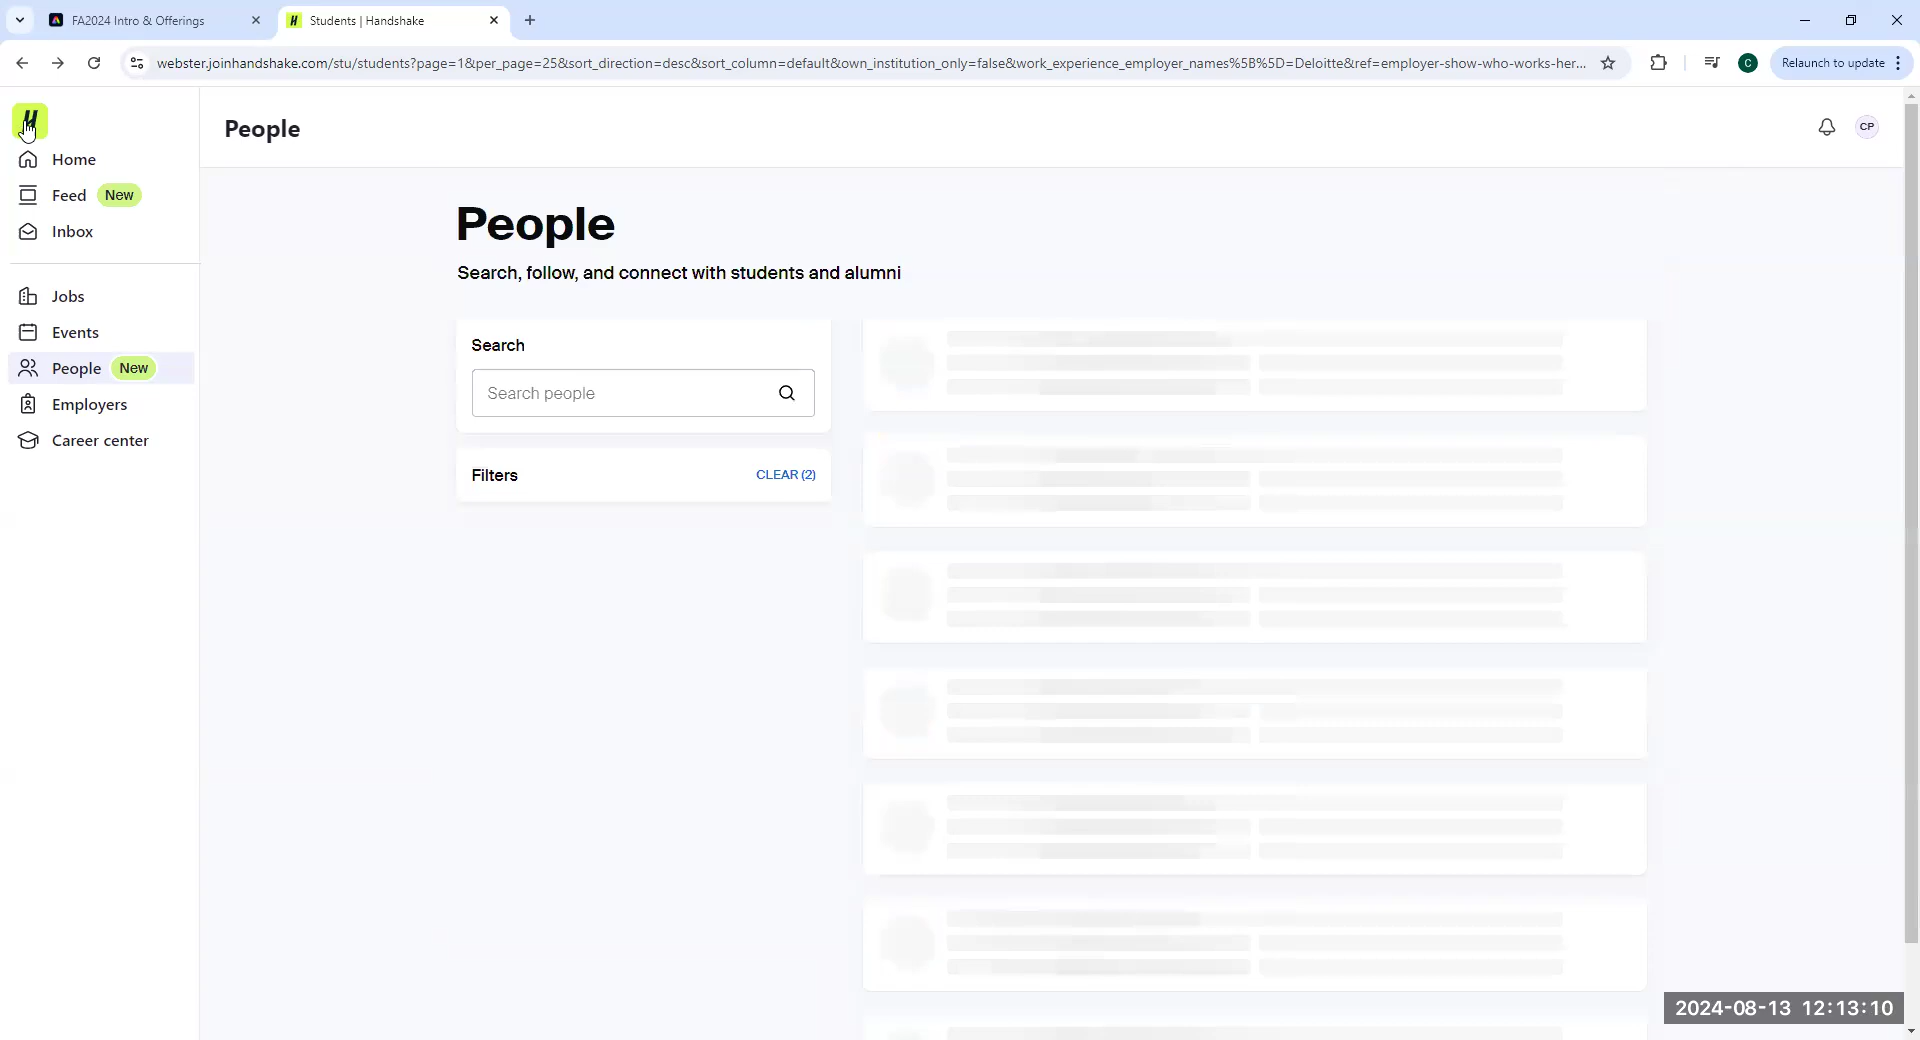 FA2024 Intro & Offerings
Students | Handshake
webster.joinhandshake.com/stu/students?page=1&per_page=25&sort_direction=desc&sort_column=default&own_institution_only=false&work_experience_employer_names%5B%5D=Deloitte&ref=employer-show-who-works-her...
C
Relaunch to update
People
CP
Home
Feed New
Inbox
Jobs
Events
People New
Employers
Career center
People
Search, follow, and connect with students and alumni
Search
Search people
Filters CLEAR (2)
2024-08-13 12:13:10